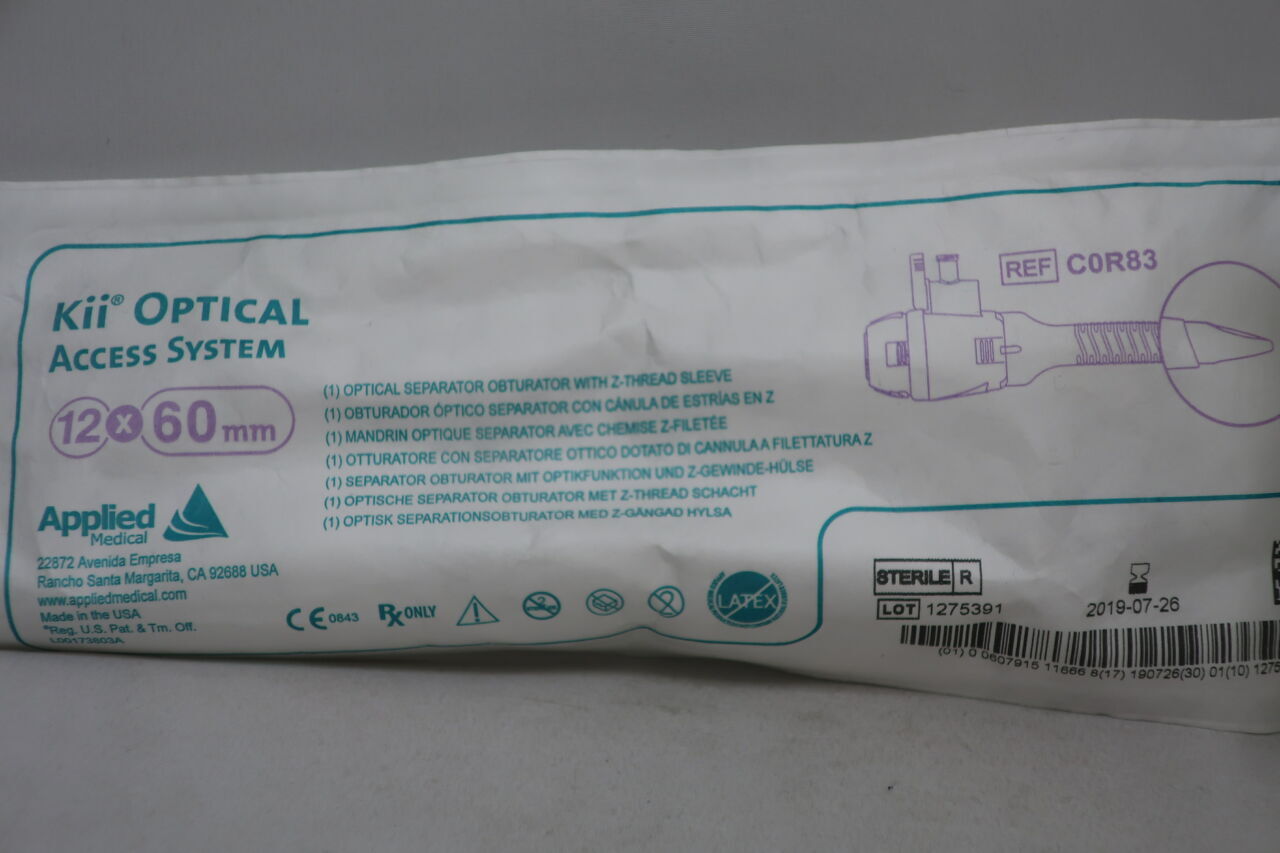 Kii® OPTICAL
ACCESS SYSTEM
12 x 60 mm
REF C0R83
(1) OPTICAL SEPARATOR OBTURATOR WITH Z-THREAD SLEEVE
(1) OBTURADOR ÓPTICO SEPARATOR CON CÁNULA DE ESTRÍAS EN Z
(1) MANDRIN OPTIQUE SEPARATOR AVEC CHEMISE Z-FILETÉE
(1) OTTURATORE CON SEPARATORE OTTICO DOTATO DI CANNULA A FILETTATURA Z
(1) SEPARATOR OBTURATOR MIT OPTIKFUNKTION UND Z-GEWINDE-HÜLSE
(1) OPTISCHE SEPARATOR OBTURATOR MET Z-THREAD SCHACHT
(1) OPTISK SEPARATIONSOBTURATOR MED Z-GÄNGAD HYLSA
Applied
Medical
22872 Avenida Empresa
Rancho Santa Margarita, CA 92688 USA
www.appliedmedical.com
Made in the USA
®Reg. U.S. Pat. & Tm. Off.
CE 0843 Rx ONLY
2
LATEX
STERILE R
LOT 1275391
2019-07-26
(01) 0 0607915 11666 8(17) 190726(30) 01(10) 1275